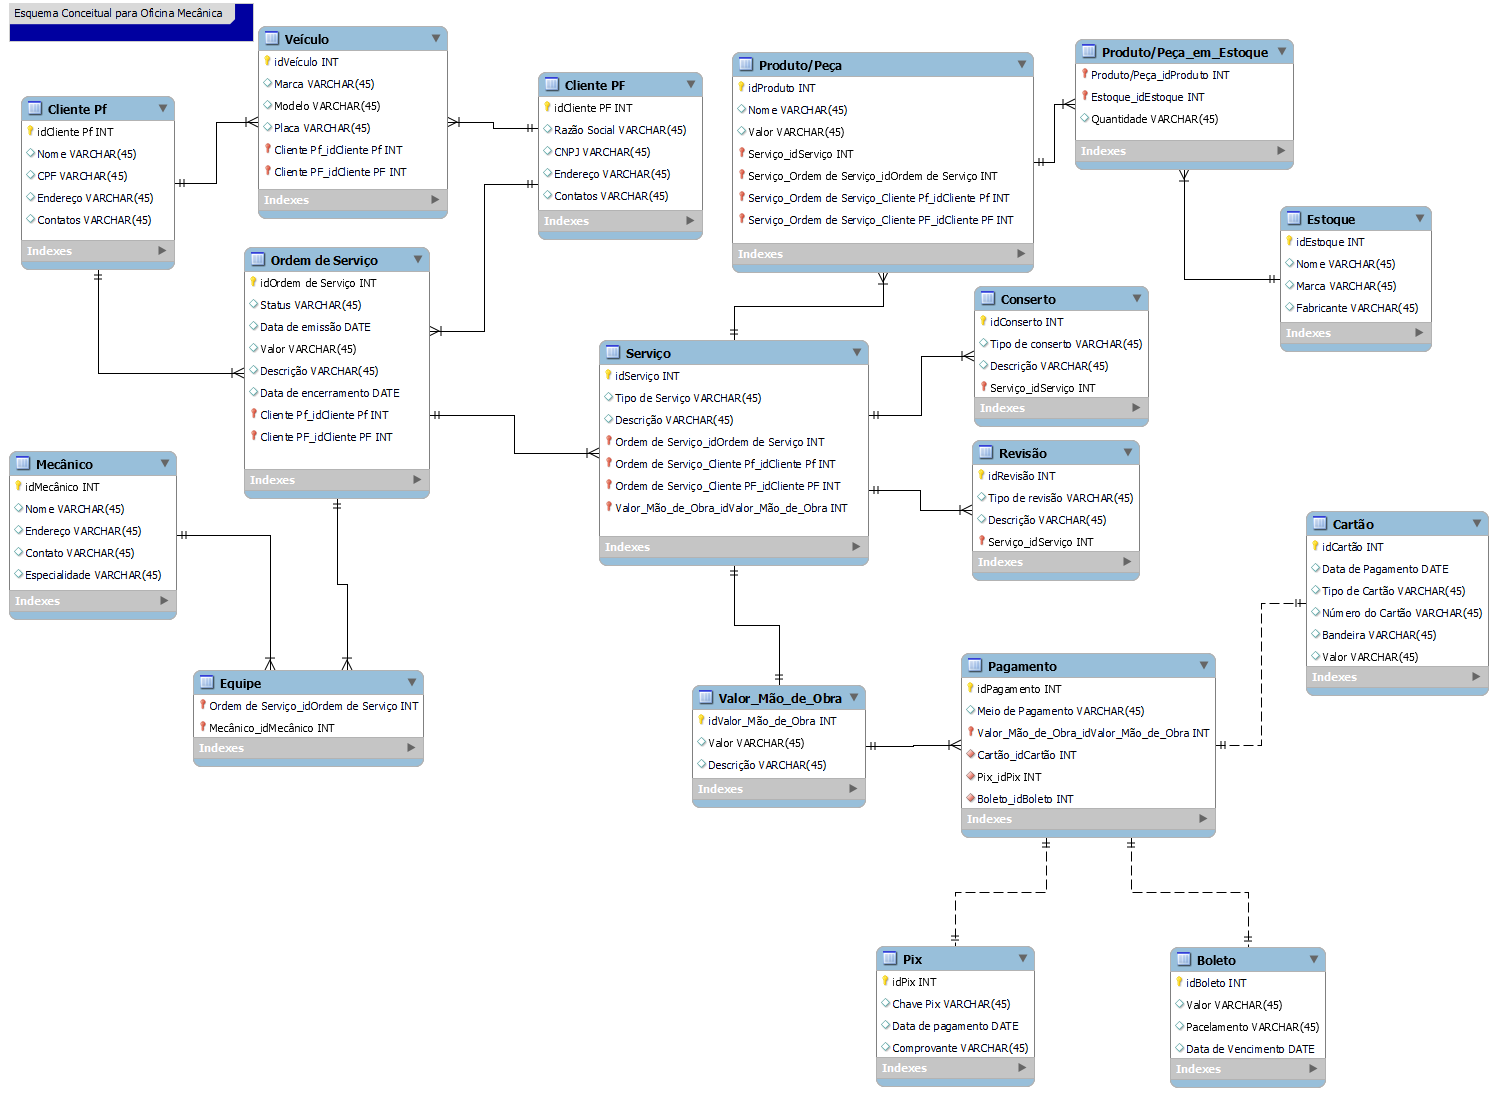 Esquema Conceitual para Oficina Mecânica
Veículo
idVeículo INT
Marca VARCHAR(45)
Modelo VARCHAR(45)
Placa VARCHAR(45)
Cliente Pf_idCliente Pf INT
Cliente PF_idCliente PF INT
Indexes
Cliente Pf
idCliente Pf INT
Nome VARCHAR(45)
CPF VARCHAR(45)
Endereço VARCHAR(45)
Contatos VARCHAR(45)
Indexes
Cliente PF
idCliente PF INT
Razão Social VARCHAR(45)
CNPJ VARCHAR(45)
Endereço VARCHAR(45)
Contatos VARCHAR(45)
Indexes
Produto/Peça
idProduto INT
Nome VARCHAR(45)
Valor VARCHAR(45)
Serviço_idServiço INT
Serviço_Ordem de Serviço_idOrdem de Serviço INT
Serviço_Ordem de Serviço_Cliente Pf_idCliente Pf INT
Serviço_Ordem de Serviço_Cliente PF_idCliente PF INT
Indexes
Produto/Peça_em_Estoque
Produto/Peça_idProduto INT
Estoque_idEstoque INT
Quantidade VARCHAR(45)
Indexes
Estoque
idEstoque INT
Nome VARCHAR(45)
Marca VARCHAR(45)
Fabricante VARCHAR(45)
Indexes
Ordem de Serviço
idOrdem de Serviço INT
Status VARCHAR(45)
Data de emissão DATE
Valor VARCHAR(45)
Descrição VARCHAR(45)
Data de encerramento DATE
Cliente Pf_idCliente Pf INT
Cliente PF_idCliente PF INT
Indexes
Serviço
idServiço INT
Tipo de Serviço VARCHAR(45)
Descrição VARCHAR(45)
Ordem de Serviço_idOrdem de Serviço INT
Ordem de Serviço_Cliente Pf_idCliente Pf INT
Ordem de Serviço_Cliente PF_idCliente PF INT
Valor_Mão_de_Obra_idValor_Mão_de_Obra INT
Indexes
Conserto
idConserto INT
Tipo de conserto VARCHAR(45)
Descrição VARCHAR(45)
Serviço_idServiço INT
Indexes
Revisão
idRevisão INT
Tipo de revisão VARCHAR(45)
Descrição VARCHAR(45)
Serviço_idServiço INT
Indexes
Mecânico
idMecânico INT
Nome VARCHAR(45)
Endereço VARCHAR(45)
Contato VARCHAR(45)
Especialidade VARCHAR(45)
Indexes
Cartão
idCartão INT
Data de Pagamento DATE
Tipo de Cartão VARCHAR(45)
Número do Cartão VARCHAR(45)
Bandeira VARCHAR(45)
Valor VARCHAR(45)
Indexes
Equipe
Ordem de Serviço_idOrdem de Serviço INT
Mecânico_idMecânico INT
Indexes
Valor_Mão_de_Obra
idValor_Mão_de_Obra INT
Valor VARCHAR(45)
Descrição VARCHAR(45)
Indexes
Pagamento
idPagamento INT
Meio de Pagamento VARCHAR(45)
Valor_Mão_de_Obra_idValor_Mão_de_Obra INT
Cartão_idCartão INT
Pix_idPix INT
Boleto_idBoleto INT
Indexes
Pix
idPix INT
Chave Pix VARCHAR(45)
Data de pagamento DATE
Comprovante VARCHAR(45)
Indexes
Boleto
idBoleto INT
Valor VARCHAR(45)
Pacelamento VARCHAR(45)
Data de Vencimento DATE
Indexes